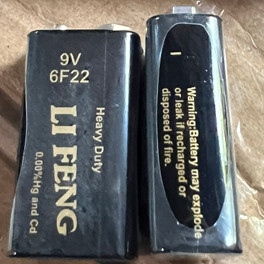 9V
6F22
Heavy Duty
LI FENG
0.00%Hg and Cd
Warning:Battery may explode
or leak if recharged or
disposed of fire.